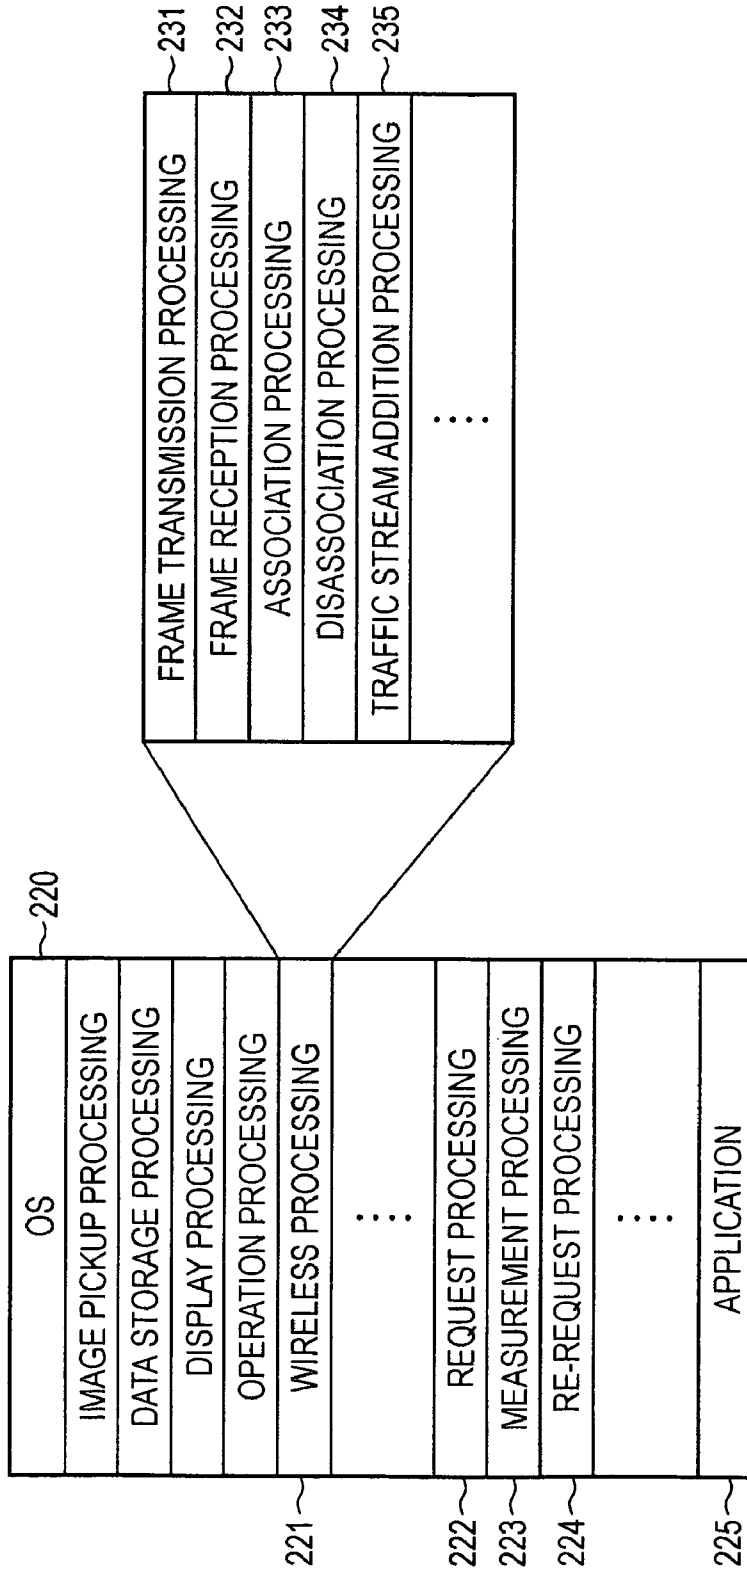 OS
220
IMAGE PICKUP PROCESSING
DATA STORAGE PROCESSING
DISPLAY PROCESSING
OPERATION PROCESSING
WIRELESS PROCESSING
221
....
REQUEST PROCESSING
222
MEASUREMENT PROCESSING
223
RE-REQUEST PROCESSING
224
....
APPLICATION
225
FRAME TRANSMISSION PROCESSING
231
FRAME RECEPTION PROCESSING
232
ASSOCIATION PROCESSING
233
DISASSOCIATION PROCESSING
234
TRAFFIC STREAM ADDITION PROCESSING
235
....